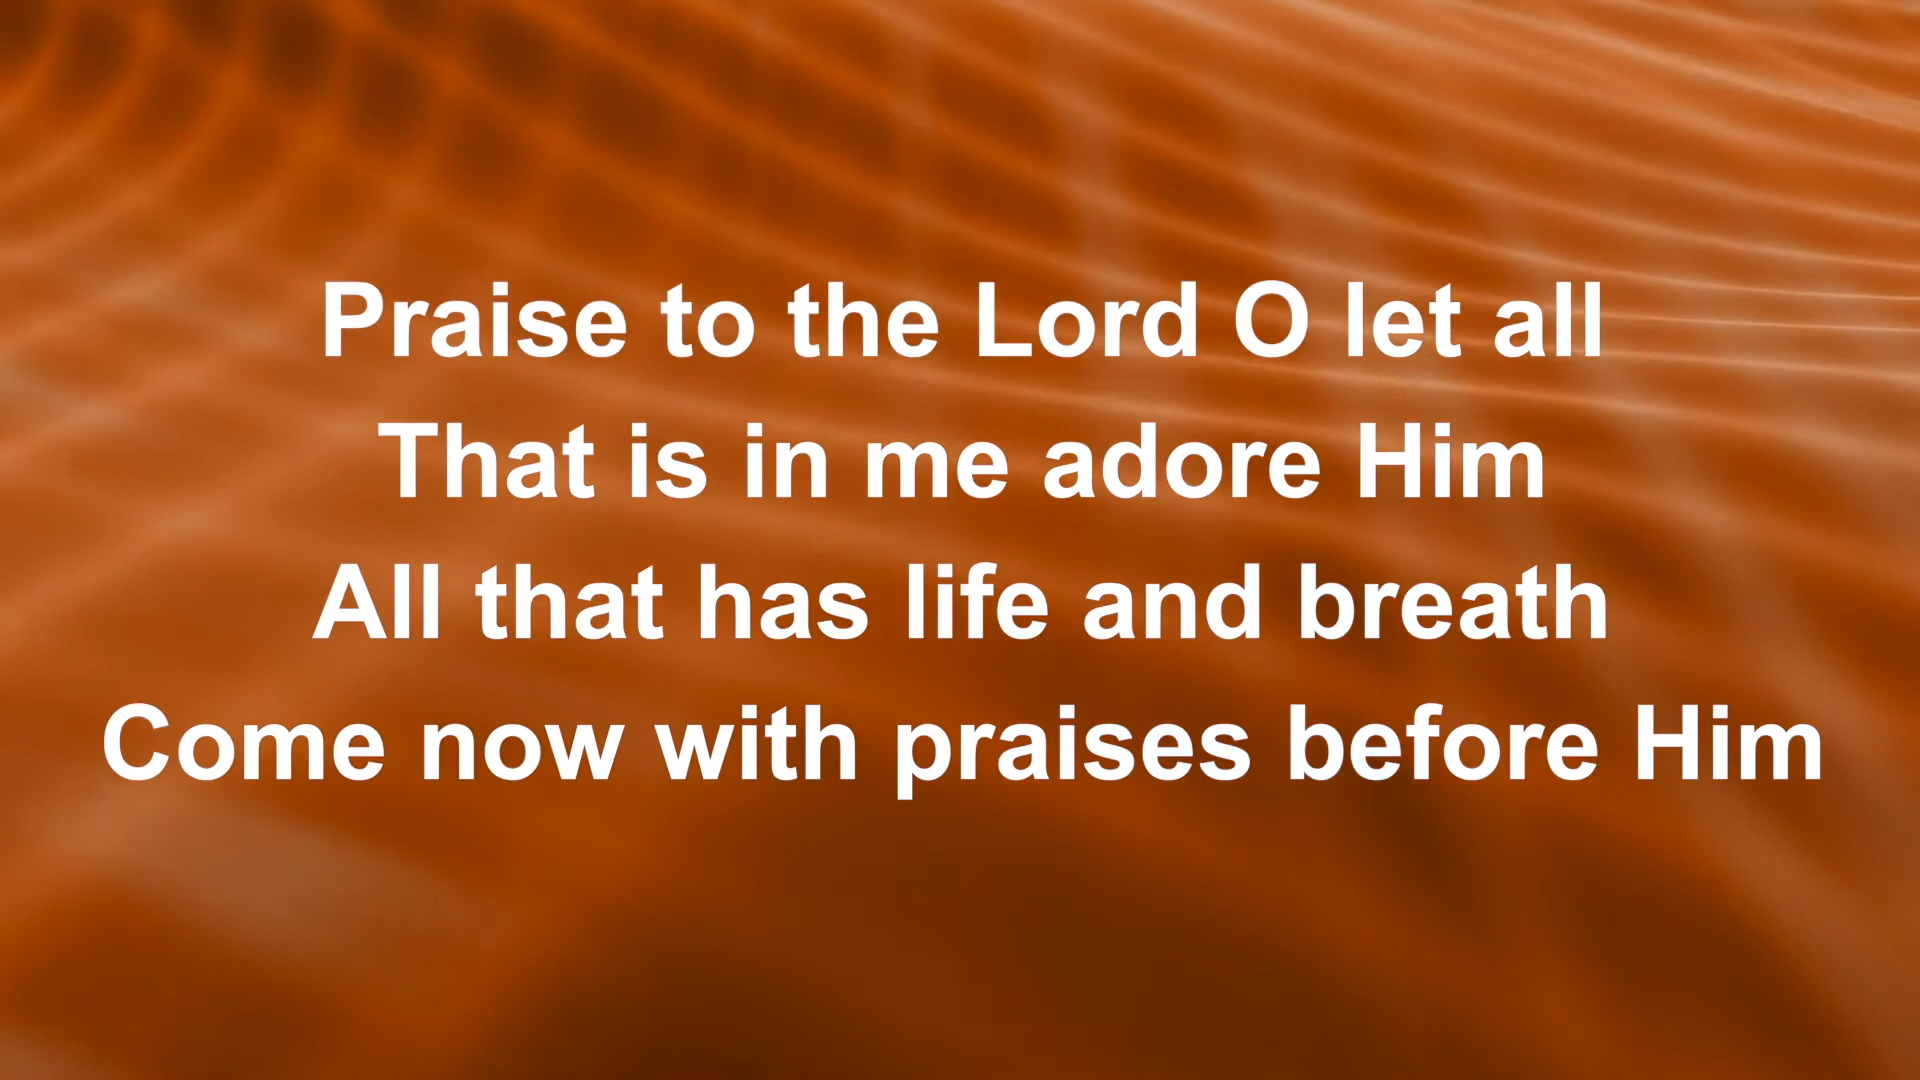 Praise to the Lord O let all
That is in me adore Him
All that has life and breath
Come now with praises before Him